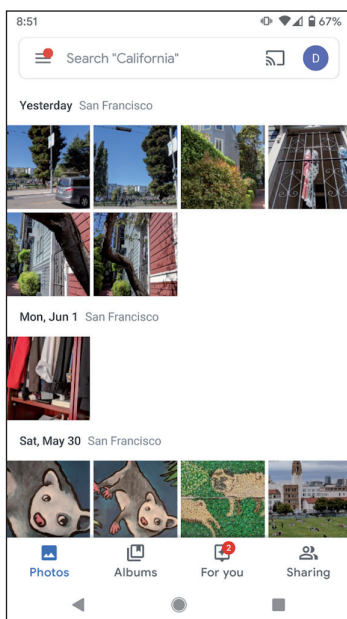 8:51 67%
Search "California" D
Yesterday San Francisco
Mon, Jun 1 San Francisco
Sat, May 30 San Francisco
2
Photos Albums For you Sharing